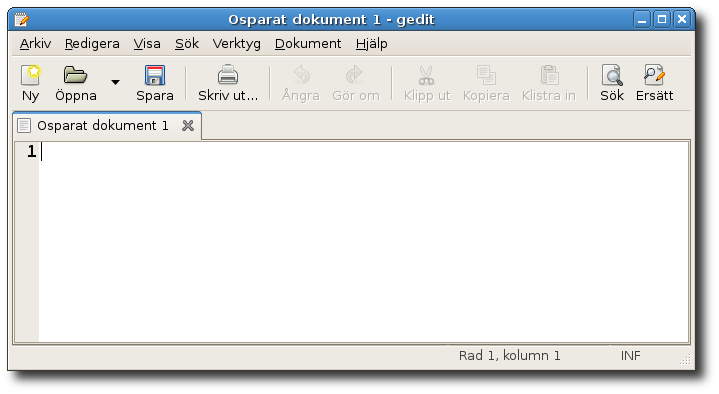 Osparat dokument 1 - gedit
Arkiv Redigera Visa Sök Verktyg Dokument Hjälp
Ny Öppna Spara Skriv ut... Ångra Gör om Klipp ut Kopiera Klistra in Sök Ersätt
Osparat dokument 1
1
Rad 1, kolumn 1 INF